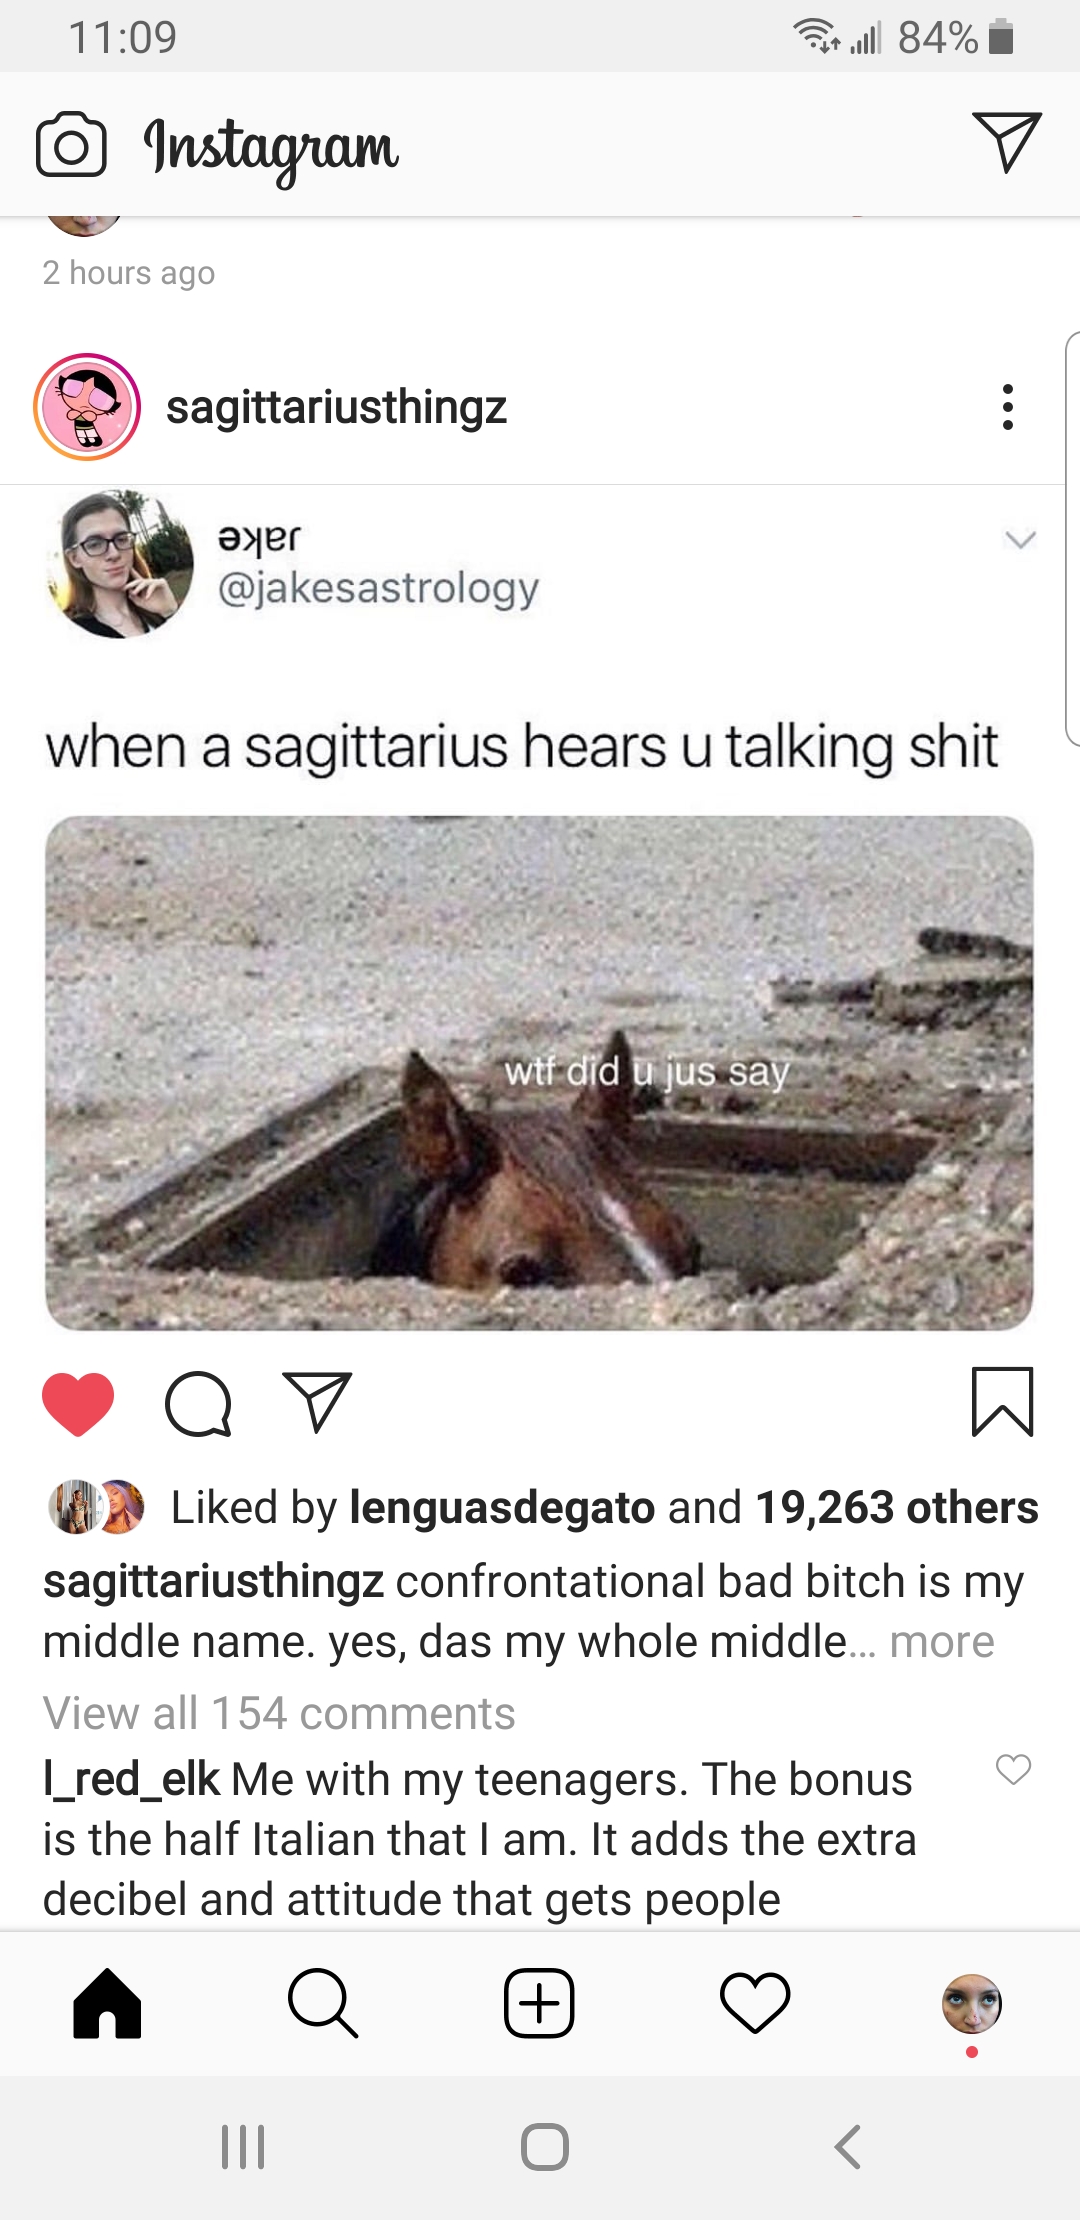 11:09
84%
Instagram
2 hours ago
sagittariusthingz
ǝʞɐɾ
@jakesastrology
when a sagittarius hears u talking shit
wtf did u jus say
Liked by lenguasdegato and 19,263 others
sagittariusthingz confrontational bad bitch is my
middle name. yes, das my whole middle... more
View all 154 comments
l_red_elk Me with my teenagers. The bonus
is the half Italian that I am. It adds the extra
decibel and attitude that gets people